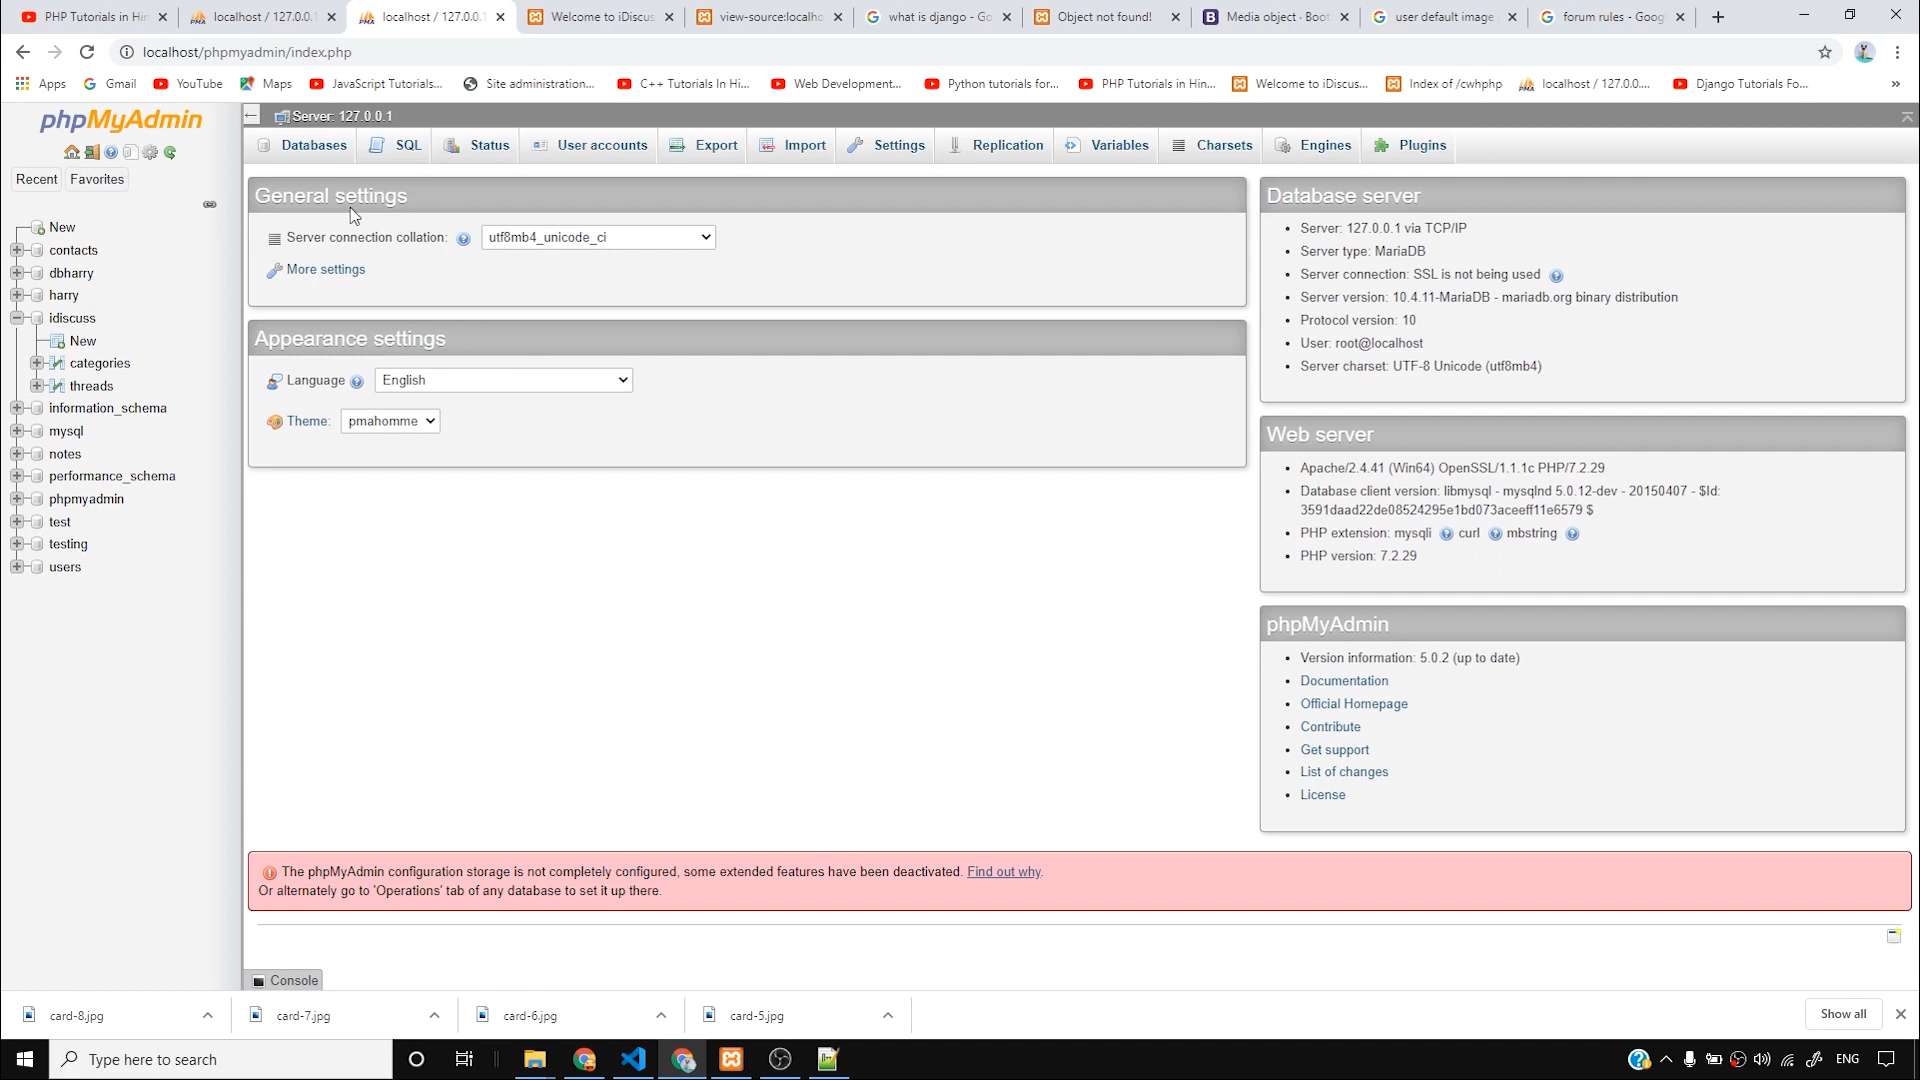 PHP Tutorials in Hin
localhost / 127.0.0.1
localhost / 127.0.0.1
Welcome to iDiscus
view-source:localho
what is django - Go
Object not found!
Media object · Boot
user default image
forum rules - Goog
localhost/phpmyadmin/index.php
Apps
Gmail
YouTube
Maps
JavaScript Tutorials...
Site administration...
C++ Tutorials In Hi...
Web Development...
Python tutorials for...
PHP Tutorials in Hin...
Welcome to iDiscus...
Index of /cwhphp
localhost / 127.0.0....
Django Tutorials Fo...
»
phpMyAdmin
Server: 127.0.0.1
Databases
SQL
Status
User accounts
Export
Import
Settings
Replication
Variables
Charsets
Engines
Plugins
Recent
Favorites
New
contacts
dbharry
harry
idiscuss
New
categories
threads
information_schema
mysql
notes
performance_schema
phpmyadmin
test
testing
users
General settings
Server connection collation:
utf8mb4_unicode_ci
More settings
Appearance settings
Language
English
Theme:
pmahomme
Database server
Server: 127.0.0.1 via TCP/IP
Server type: MariaDB
Server connection: SSL is not being used
Server version: 10.4.11-MariaDB - mariadb.org binary distribution
Protocol version: 10
User: root@localhost
Server charset: UTF-8 Unicode (utf8mb4)
Web server
Apache/2.4.41 (Win64) OpenSSL/1.1.1c PHP/7.2.29
Database client version: libmysql - mysqlnd 5.0.12-dev - 20150407 - $Id:
3591daad22de08524295e1bd073aceeff11e6579 $
PHP extension: mysqli curl mbstring
PHP version: 7.2.29
phpMyAdmin
Version information: 5.0.2 (up to date)
Documentation
Official Homepage
Contribute
Get support
List of changes
License
The phpMyAdmin configuration storage is not completely configured, some extended features have been deactivated. Find out why.
Or alternately go to 'Operations' tab of any database to set it up there.
Console
card-8.jpg
card-7.jpg
card-6.jpg
card-5.jpg
Show all
Type here to search
ENG